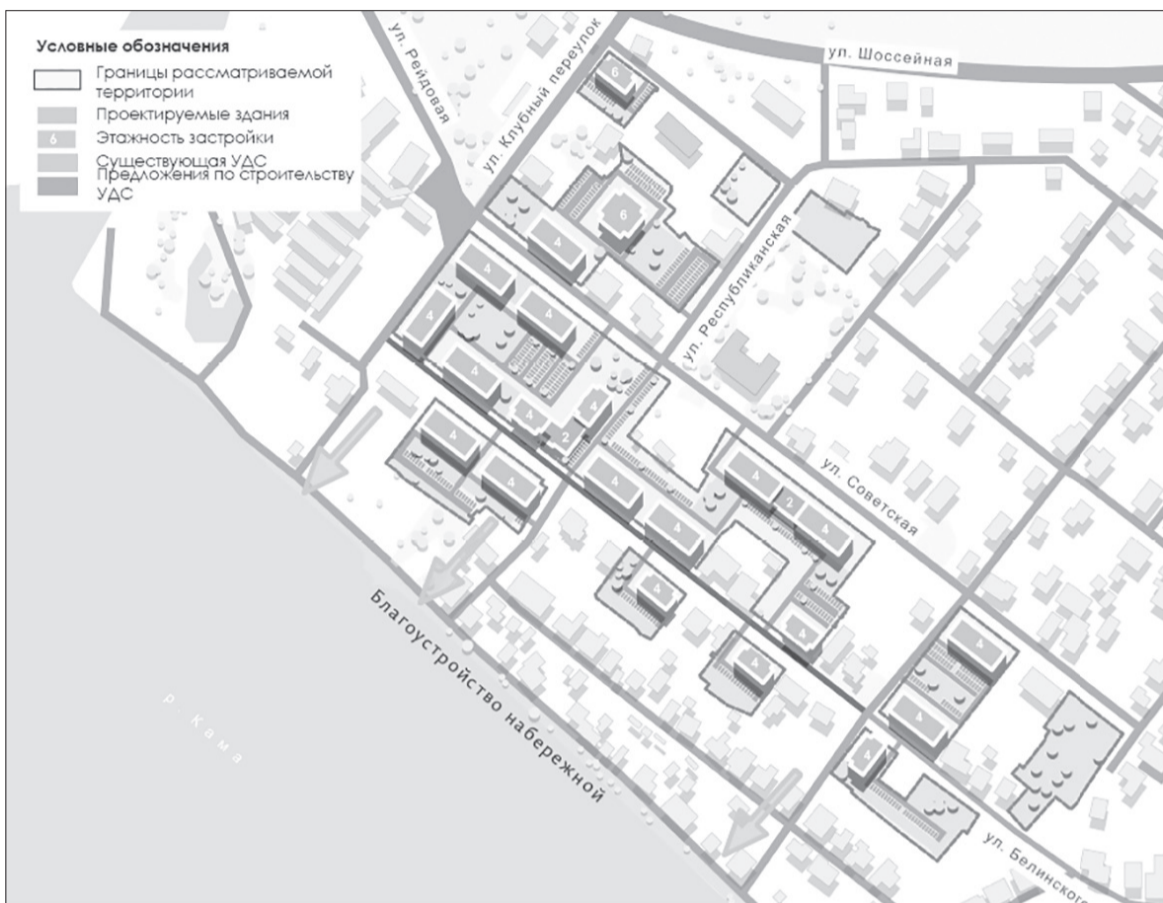 Условные обозначения
Границы рассматриваемой
территории
Проектируемые здания
6 Этажность застройки
Существующая УДС
Предложения по строительству
УДС
ул. Рейдовая
ул. Клубный переулок
ул. Шоссейная
6
6
4
ул. Республиканская
4
4
4
4
4
4
2
4
4
4
4
4
2
4
ул. Советская
4
4
4
4
4
4
Благоустройство набережной
р. Кама
ул. Белинского